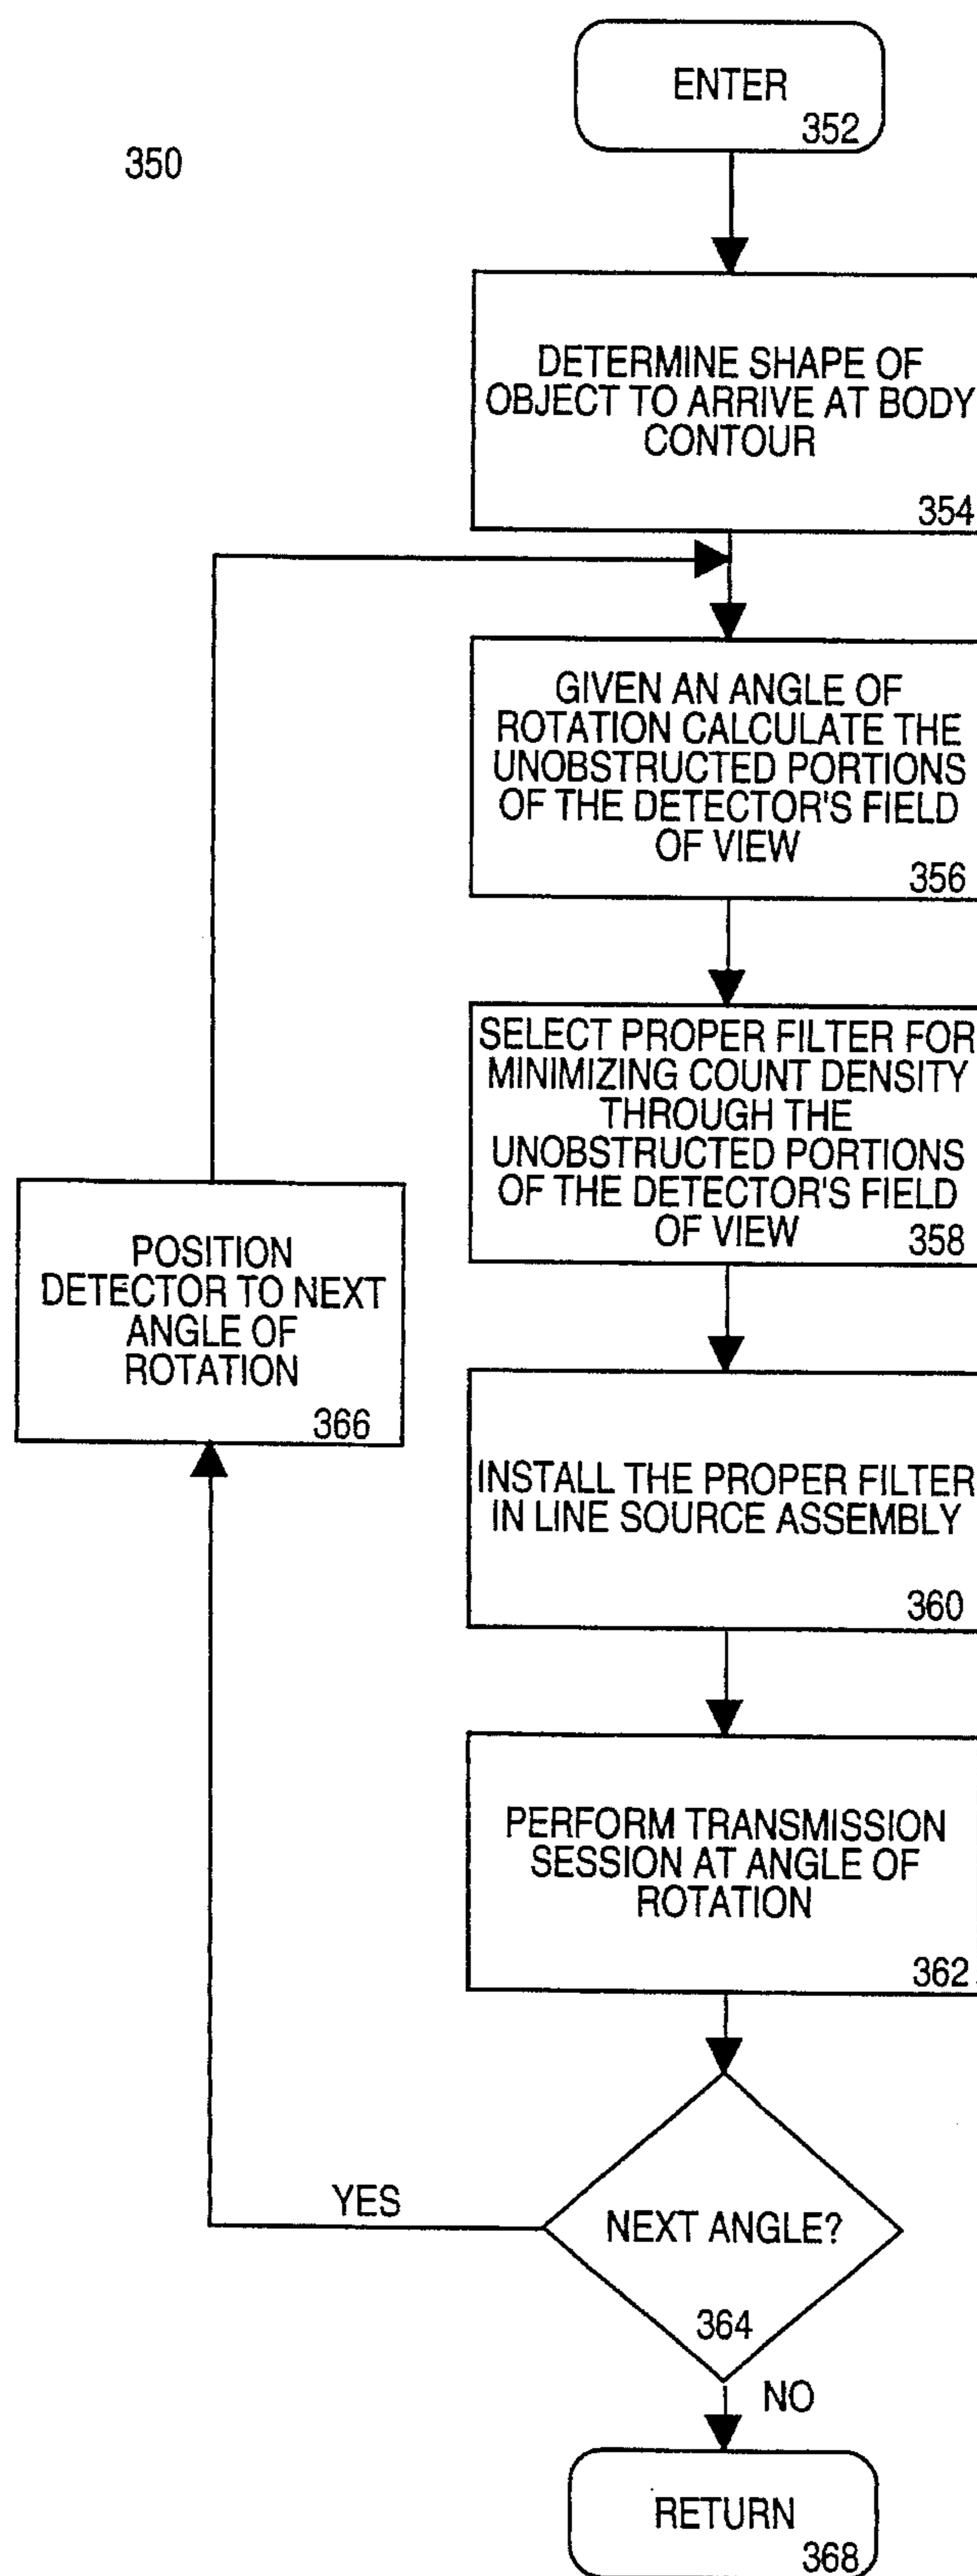 ENTER
352
350
DETERMINE SHAPE OF
OBJECT TO ARRIVE AT BODY
CONTOUR
354
GIVEN AN ANGLE OF
ROTATION CALCULATE THE
UNOBSTRUCTED PORTIONS
OF THE DETECTOR'S FIELD
OF VIEW
356
SELECT PROPER FILTER FOR
MINIMIZING COUNT DENSITY
THROUGH THE
UNOBSTRUCTED PORTIONS
OF THE DETECTOR'S FIELD
OF VIEW
358
POSITION
DETECTOR TO NEXT
ANGLE OF
ROTATION
366
INSTALL THE PROPER FILTER
IN LINE SOURCE ASSEMBLY
360
PERFORM TRANSMISSION
SESSION AT ANGLE OF
ROTATION
362
YES
NEXT ANGLE?
364
NO
RETURN
368